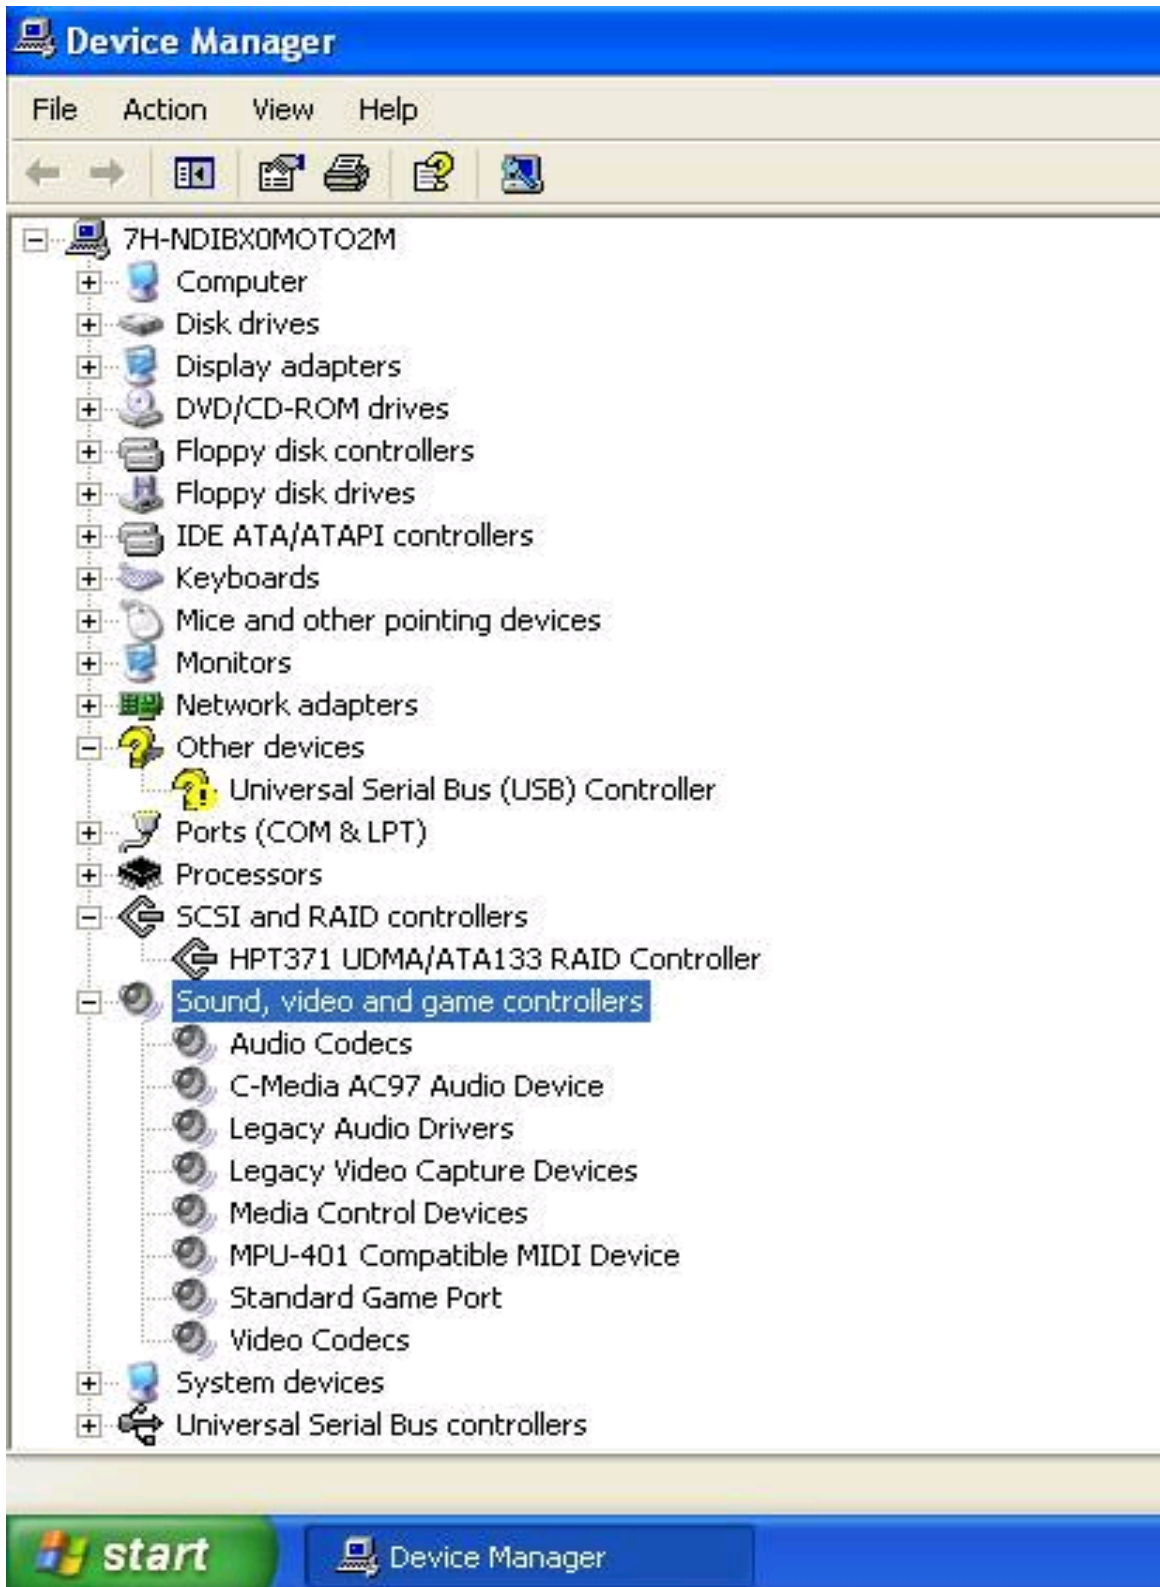 Device Manager
File Action View Help
7H-NDIBX0MOTO2M
Computer
Disk drives
Display adapters
DVD/CD-ROM drives
Floppy disk controllers
Floppy disk drives
IDE ATA/ATAPI controllers
Keyboards
Mice and other pointing devices
Monitors
Network adapters
Other devices
Universal Serial Bus (USB) Controller
Ports (COM & LPT)
Processors
SCSI and RAID controllers
HPT371 UDMA/ATA133 RAID Controller
Sound, video and game controllers
Audio Codecs
C-Media AC97 Audio Device
Legacy Audio Drivers
Legacy Video Capture Devices
Media Control Devices
MPU-401 Compatible MIDI Device
Standard Game Port
Video Codecs
System devices
Universal Serial Bus controllers
start Device Manager